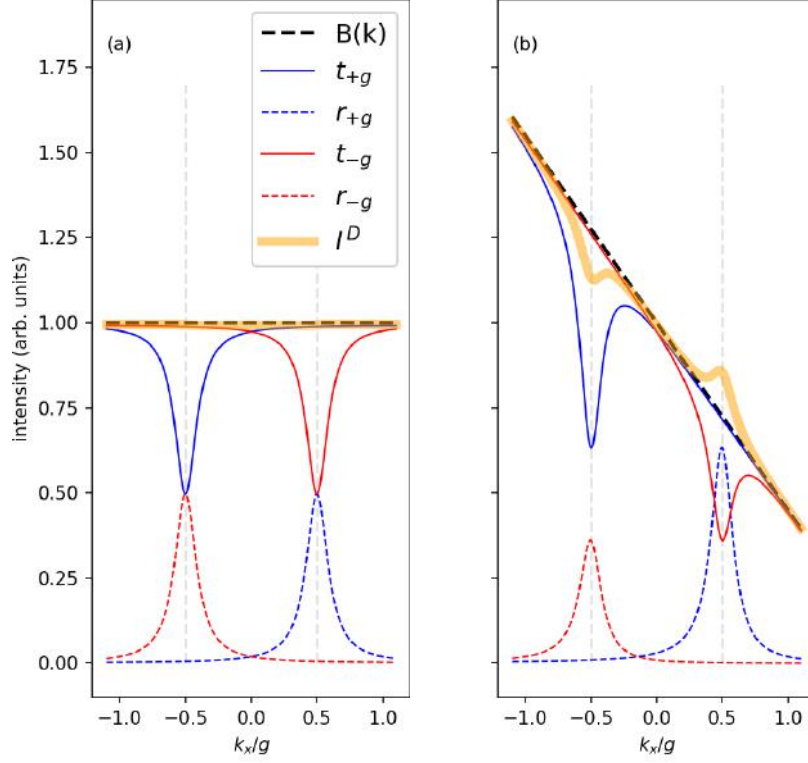 (a)
B(k)
t+g
r+g
t−g
r−g
I^D
1.75
1.50
1.25
1.00
0.75
0.50
0.25
0.00
intensity (arb. units)
−1.0 −0.5 0.0 0.5 1.0
kx/g
(b)
−1.0 −0.5 0.0 0.5 1.0
kx/g